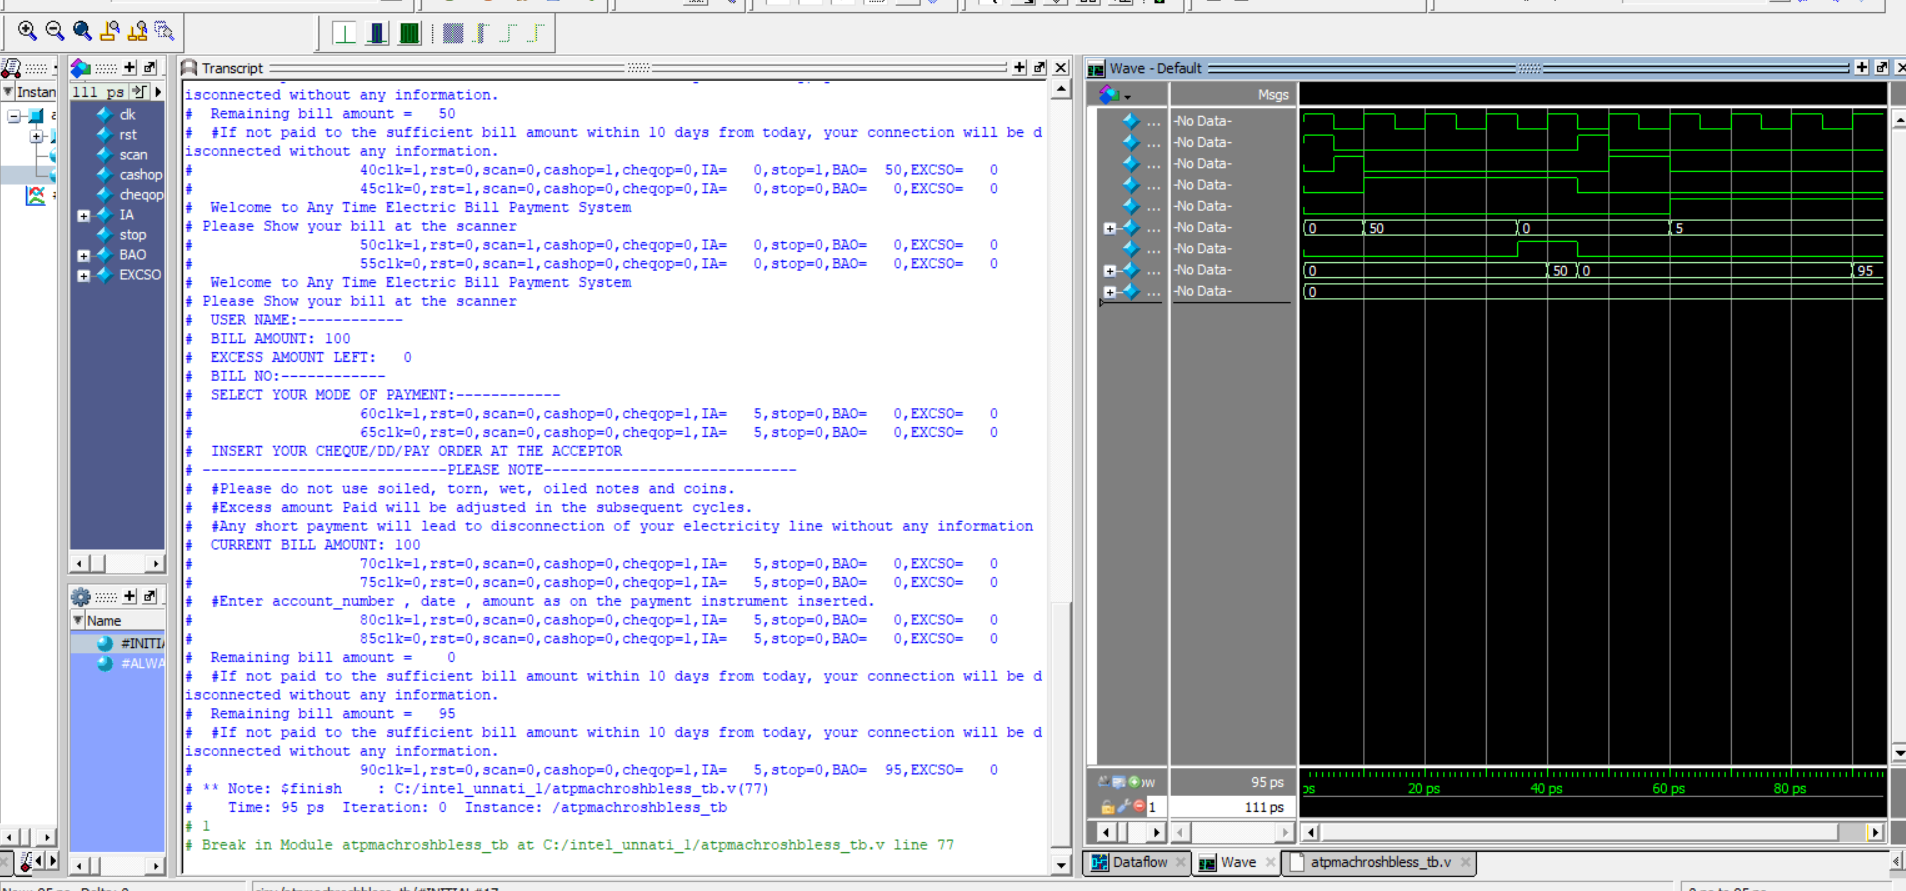 Transcript
Wave - Default
Instan
111 ps
Msgs
clk
rst
scan
cashop
cheqop
IA
stop
BAO
EXCSO
isconnected without any information.
#  Remaining bill amount =   50
#  #If not paid to the sufficient bill amount within 10 days from today, your connection will be d
isconnected without any information.
#                   40clk=1,rst=0,scan=0,cashop=1,cheqop=0,IA=   0,stop=1,BAO=  50,EXCSO=   0
#                   45clk=0,rst=1,scan=0,cashop=0,cheqop=0,IA=   0,stop=0,BAO=   0,EXCSO=   0
#  Welcome to Any Time Electric Bill Payment System
# Please Show your bill at the scanner
#                   50clk=1,rst=0,scan=1,cashop=0,cheqop=0,IA=   0,stop=0,BAO=   0,EXCSO=   0
#                   55clk=0,rst=0,scan=1,cashop=0,cheqop=0,IA=   0,stop=0,BAO=   0,EXCSO=   0
#  Welcome to Any Time Electric Bill Payment System
# Please Show your bill at the scanner
#  USER NAME:------------
#  BILL AMOUNT: 100
#  EXCESS AMOUNT LEFT:   0
#  BILL NO:------------
#  SELECT YOUR MODE OF PAYMENT:------------
#                   60clk=1,rst=0,scan=0,cashop=0,cheqop=1,IA=   5,stop=0,BAO=   0,EXCSO=   0
#                   65clk=0,rst=0,scan=0,cashop=0,cheqop=1,IA=   5,stop=0,BAO=   0,EXCSO=   0
#  INSERT YOUR CHEQUE/DD/PAY ORDER AT THE ACCEPTOR
# ----------------------------PLEASE NOTE-----------------------------
#  #Please do not use soiled, torn, wet, oiled notes and coins.
#  #Excess amount Paid will be adjusted in the subsequent cycles.
#  #Any short payment will lead to disconnection of your electricity line without any information
#  CURRENT BILL AMOUNT: 100
#                   70clk=1,rst=0,scan=0,cashop=0,cheqop=1,IA=   5,stop=0,BAO=   0,EXCSO=   0
#                   75clk=0,rst=0,scan=0,cashop=0,cheqop=1,IA=   5,stop=0,BAO=   0,EXCSO=   0
#  #Enter account_number , date , amount as on the payment instrument inserted.
#                   80clk=1,rst=0,scan=0,cashop=0,cheqop=1,IA=   5,stop=0,BAO=   0,EXCSO=   0
#                   85clk=0,rst=0,scan=0,cashop=0,cheqop=1,IA=   5,stop=0,BAO=   0,EXCSO=   0
#  Remaining bill amount =    0
#  #If not paid to the sufficient bill amount within 10 days from today, your connection will be d
isconnected without any information.
#  Remaining bill amount =   95
#  #If not paid to the sufficient bill amount within 10 days from today, your connection will be d
isconnected without any information.
#                   90clk=1,rst=0,scan=0,cashop=0,cheqop=1,IA=   5,stop=0,BAO=  95,EXCSO=   0
# ** Note: $finish    : C:/intel_unnati_1/atpmachroshbless_tb.v(77)
#    Time: 95 ps  Iteration: 0  Instance: /atpmachroshbless_tb
# 1
# Break in Module atpmachroshbless_tb at C:/intel_unnati_1/atpmachroshbless_tb.v line 77
Name
#INITI
#ALWA
... -No Data-
... -No Data-
... -No Data-
... -No Data-
... -No Data-
... -No Data- 0 50 0 5
... -No Data-
... -No Data- 0 50 0 95
... -No Data- 0
ow 95 ps
ps 20 ps 40 ps 60 ps 80 ps
1 111 ps
Dataflow
Wave
atpmachroshbless_tb.v